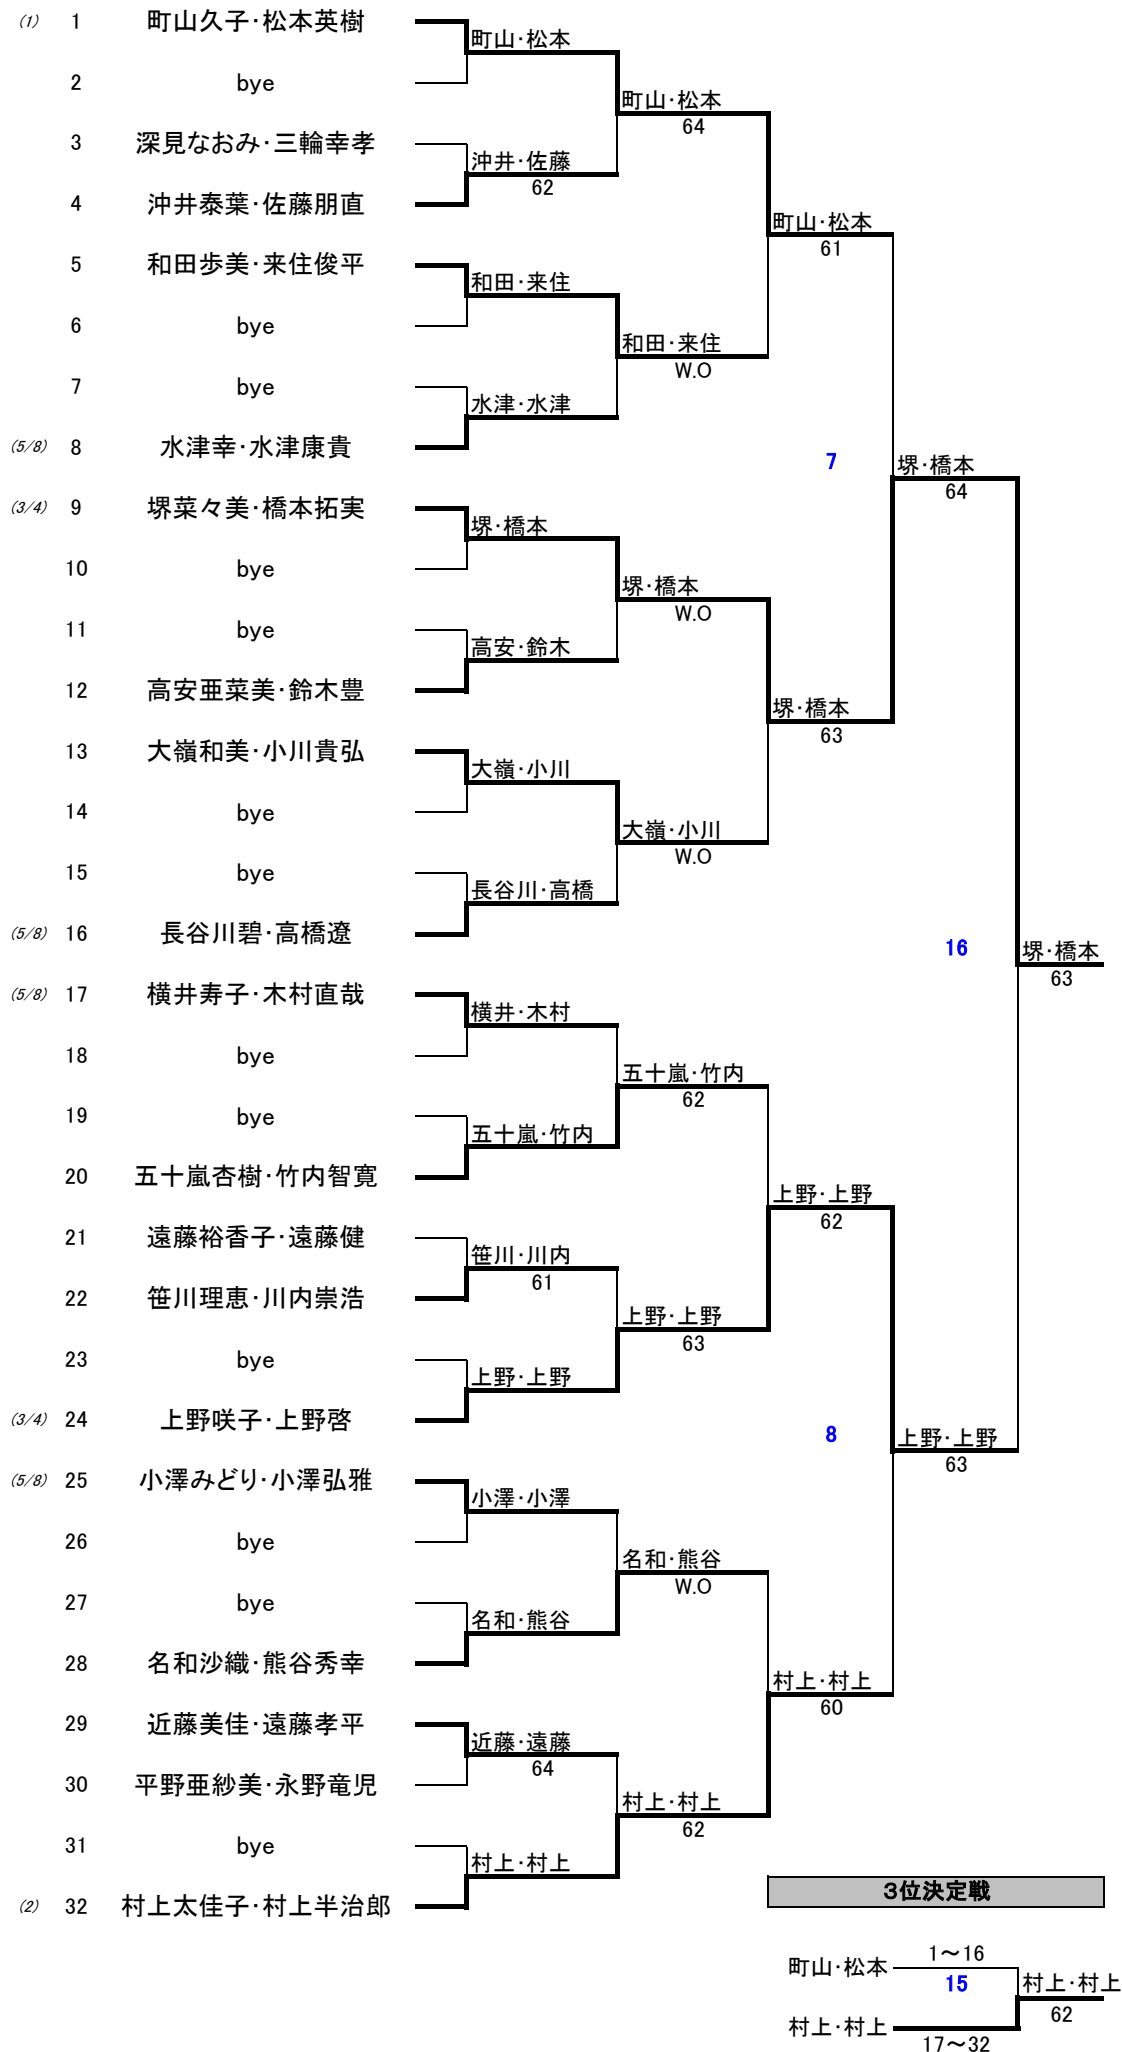 (1) 1 町山久子・松本英樹
町山・松本
2 bye
町山・松本
64
3 深見なおみ・三輪幸孝
沖井・佐藤
62
4 沖井泰葉・佐藤朋直
町山・松本
61
5 和田歩美・来住俊平
和田・来住
6 bye
和田・来住
W.O
7 bye
水津・水津
(5/8) 8 水津幸・水津康貴
7
堺・橋本
64
(3/4) 9 堺菜々美・橋本拓実
堺・橋本
10 bye
堺・橋本
W.O
11 bye
高安・鈴木
12 高安亜菜美・鈴木豊
堺・橋本
63
13 大嶺和美・小川貴弘
大嶺・小川
14 bye
大嶺・小川
W.O
15 bye
長谷川・高橋
(5/8) 16 長谷川碧・高橋遼
16
堺・橋本
63
(5/8) 17 横井寿子・木村直哉
横井・木村
18 bye
五十嵐・竹内
62
19 bye
五十嵐・竹内
20 五十嵐杏樹・竹内智寛
上野・上野
62
21 遠藤裕香子・遠藤健
笹川・川内
61
22 笹川理恵・川内崇浩
上野・上野
63
23 bye
上野・上野
(3/4) 24 上野咲子・上野啓
8
上野・上野
63
(5/8) 25 小澤みどり・小澤弘雅
小澤・小澤
26 bye
名和・熊谷
W.O
27 bye
名和・熊谷
28 名和沙織・熊谷秀幸
村上・村上
60
29 近藤美佳・遠藤孝平
近藤・遠藤
64
30 平野亜紗美・永野竜児
村上・村上
62
31 bye
村上・村上
(2) 32 村上太佳子・村上半治郎
3位決定戦
町山・松本
1～16
15
村上・村上
62
村上・村上
17～32